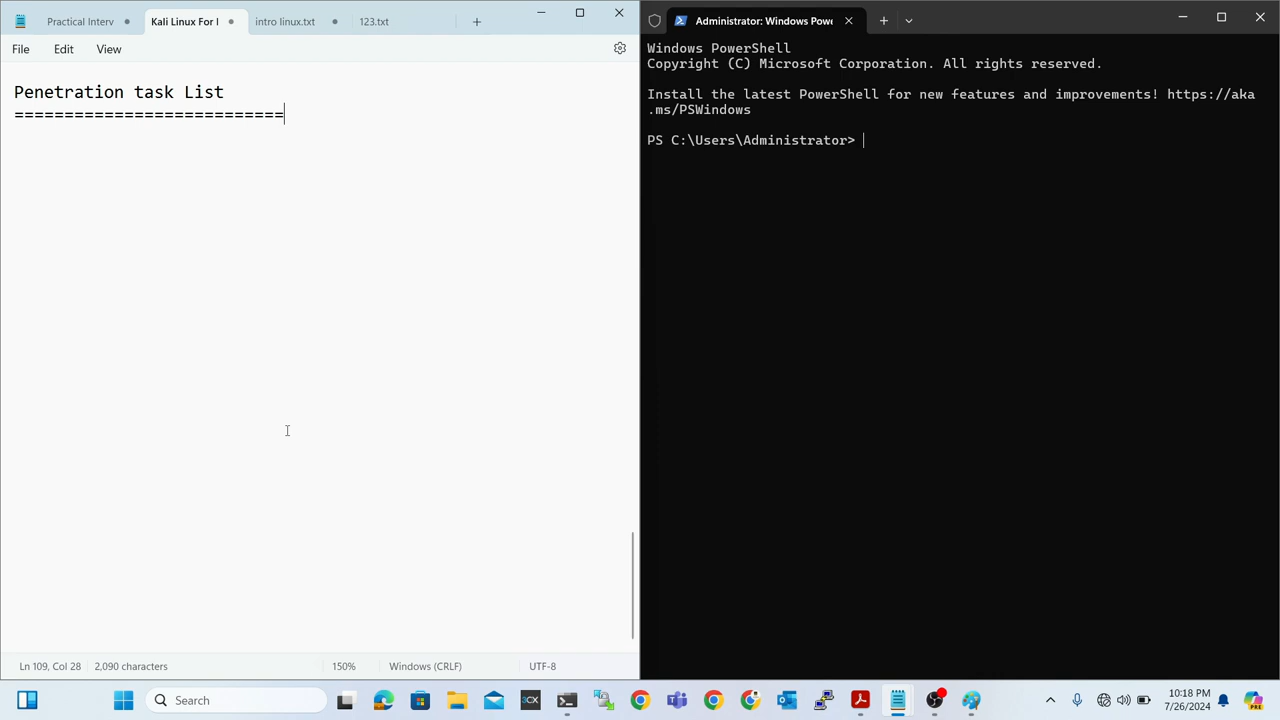 Practical Interv
Kali Linux For I
intro linux.txt
123.txt
File
Edit
View
Penetration task List
===========================
Ln 109, Col 28
2,090 characters
150%
Windows (CRLF)
UTF-8
Administrator: Windows Powe
Windows PowerShell
Copyright (C) Microsoft Corporation. All rights reserved.
Install the latest PowerShell for new features and improvements! https://aka
.ms/PSWindows
PS C:\Users\Administrator>
Search
10:18 PM
7/26/2024